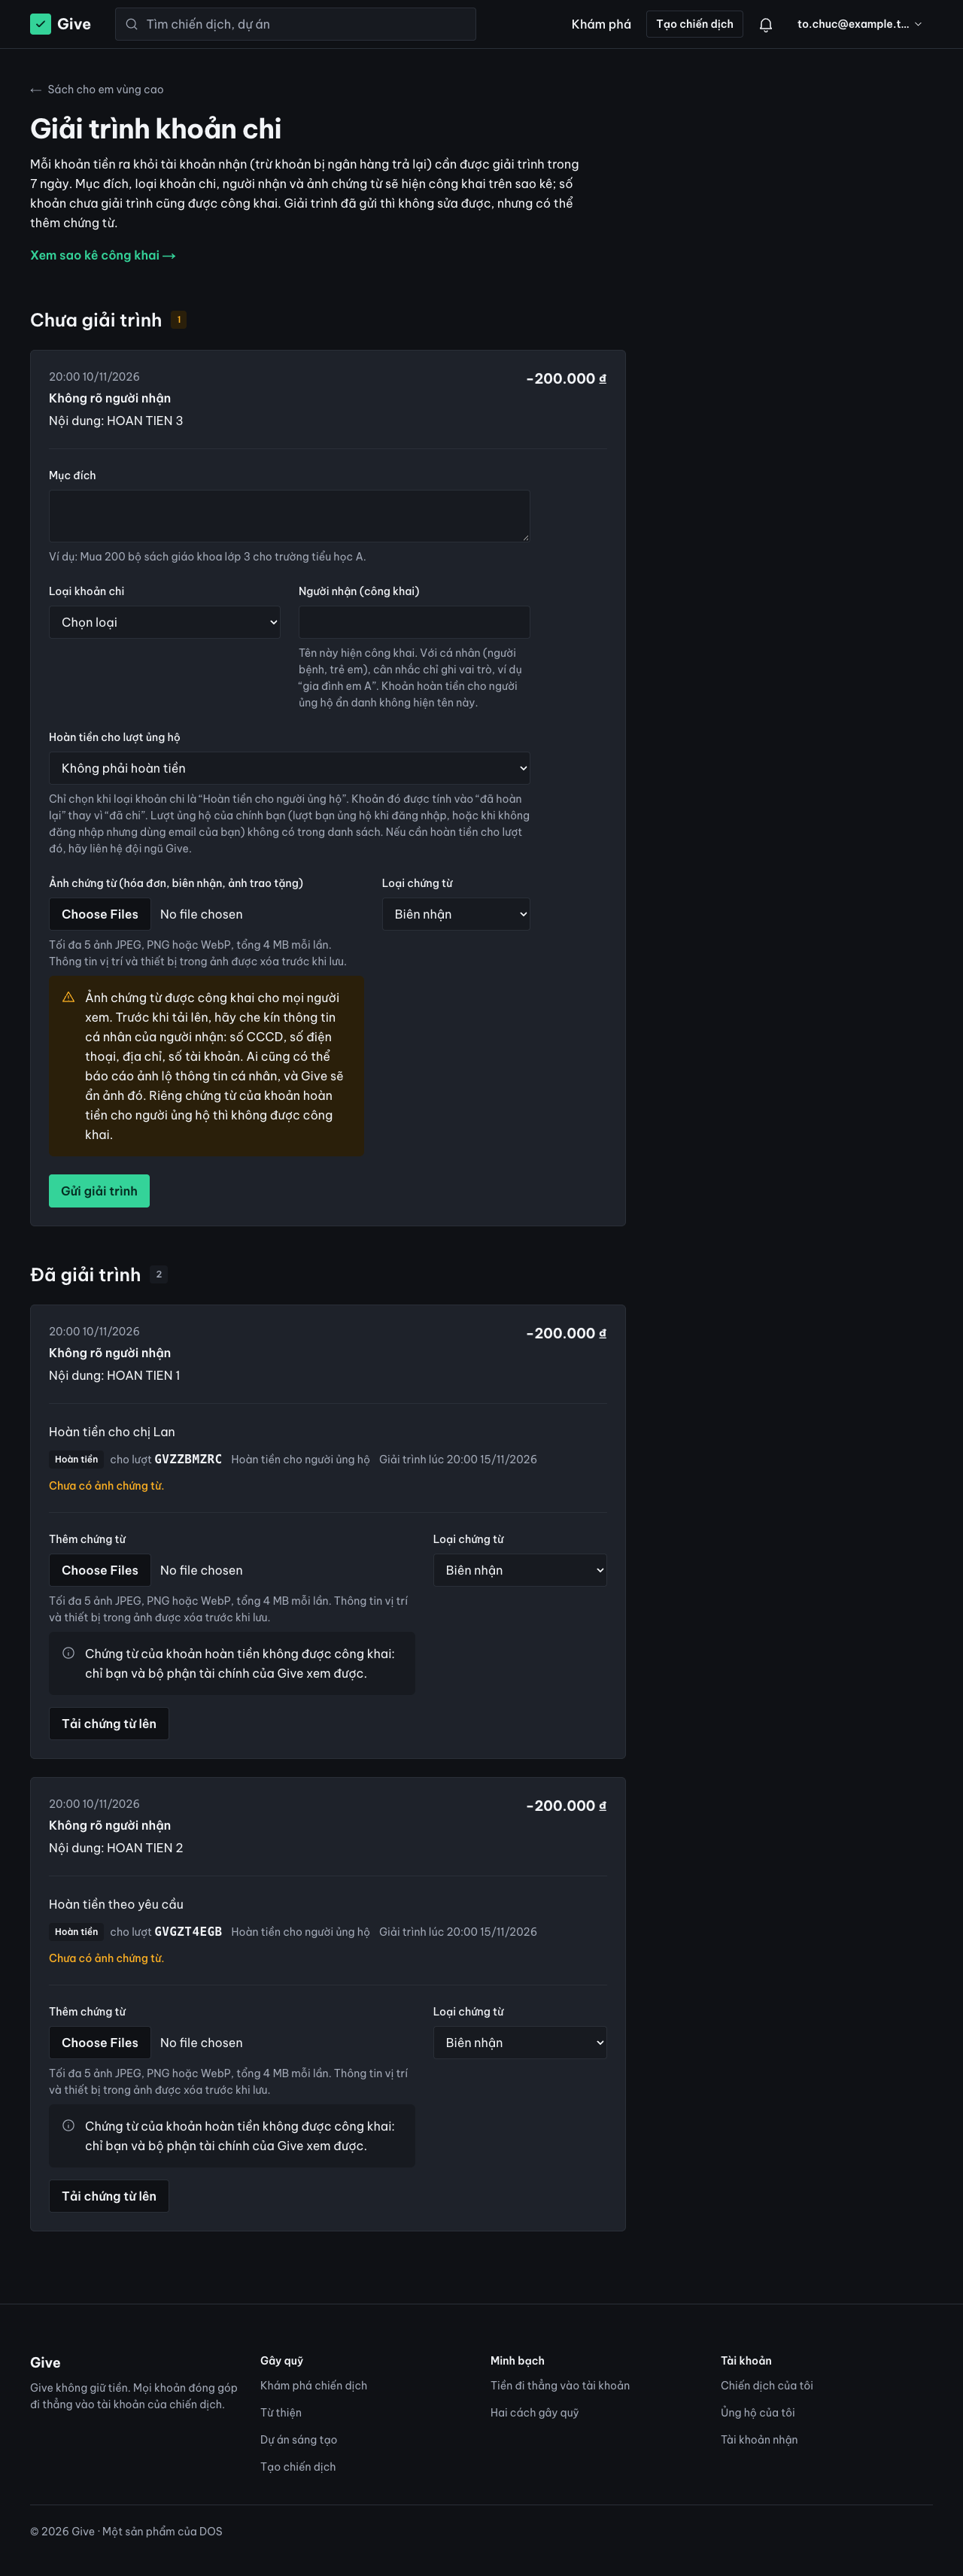 Give
Tìm chiến dịch, dự án
Khám phá
Tạo chiến dịch
to.chuc@example.t...
Sách cho em vùng cao
Giải trình khoản chi
Mỗi khoản tiền ra khỏi tài khoản nhận (trừ khoản bị ngân hàng trả lại) cần được giải trình trong
7 ngày. Mục đích, loại khoản chi, người nhận và ảnh chứng từ sẽ hiện công khai trên sao kê; số
khoản chưa giải trình cũng được công khai. Giải trình đã gửi thì không sửa được, nhưng có thể
thêm chứng từ.
Xem sao kê công khai →
Chưa giải trình 1
20:00 10/11/2026
-200.000 ₫
Không rõ người nhận
Nội dung: HOAN TIEN 3
Mục đích
Ví dụ: Mua 200 bộ sách giáo khoa lớp 3 cho trường tiểu học A.
Loại khoản chi
Chọn loại
Người nhận (công khai)
Tên này hiện công khai. Với cá nhân (người
bệnh, trẻ em), cân nhắc chỉ ghi vai trò, ví dụ
“gia đình em A”. Khoản hoàn tiền cho người
ủng hộ ẩn danh không hiện tên này.
Hoàn tiền cho lượt ủng hộ
Không phải hoàn tiền
Chỉ chọn khi loại khoản chi là “Hoàn tiền cho người ủng hộ”. Khoản đó được tính vào “đã hoàn
lại” thay vì “đã chi”. Lượt ủng hộ của chính bạn (lượt bạn ủng hộ khi đăng nhập, hoặc khi không
đăng nhập nhưng dùng email của bạn) không có trong danh sách. Nếu cần hoàn tiền cho lượt
đó, hãy liên hệ đội ngũ Give.
Ảnh chứng từ (hóa đơn, biên nhận, ảnh trao tặng)
Choose Files No file chosen
Loại chứng từ
Biên nhận
Tối đa 5 ảnh JPEG, PNG hoặc WebP, tổng 4 MB mỗi lần.
Thông tin vị trí và thiết bị trong ảnh được xóa trước khi lưu.
Ảnh chứng từ được công khai cho mọi người
xem. Trước khi tải lên, hãy che kín thông tin
cá nhân của người nhận: số CCCD, số điện
thoại, địa chỉ, số tài khoản. Ai cũng có thể
báo cáo ảnh lộ thông tin cá nhân, và Give sẽ
ẩn ảnh đó. Riêng chứng từ của khoản hoàn
tiền cho người ủng hộ thì không được công
khai.
Gửi giải trình
Đã giải trình 2
20:00 10/11/2026
-200.000 ₫
Không rõ người nhận
Nội dung: HOAN TIEN 1
Hoàn tiền cho chị Lan
Hoàn tiền cho lượt GVZZBMZRC Hoàn tiền cho người ủng hộ Giải trình lúc 20:00 15/11/2026
Chưa có ảnh chứng từ.
Thêm chứng từ
Choose Files No file chosen
Loại chứng từ
Biên nhận
Tối đa 5 ảnh JPEG, PNG hoặc WebP, tổng 4 MB mỗi lần. Thông tin vị trí
và thiết bị trong ảnh được xóa trước khi lưu.
Chứng từ của khoản hoàn tiền không được công khai:
chỉ bạn và bộ phận tài chính của Give xem được.
Tải chứng từ lên
20:00 10/11/2026
-200.000 ₫
Không rõ người nhận
Nội dung: HOAN TIEN 2
Hoàn tiền theo yêu cầu
Hoàn tiền cho lượt GVGZT4EGB Hoàn tiền cho người ủng hộ Giải trình lúc 20:00 15/11/2026
Chưa có ảnh chứng từ.
Thêm chứng từ
Choose Files No file chosen
Loại chứng từ
Biên nhận
Tối đa 5 ảnh JPEG, PNG hoặc WebP, tổng 4 MB mỗi lần. Thông tin vị trí
và thiết bị trong ảnh được xóa trước khi lưu.
Chứng từ của khoản hoàn tiền không được công khai:
chỉ bạn và bộ phận tài chính của Give xem được.
Tải chứng từ lên
Give
Give không giữ tiền. Mọi khoản đóng góp
đi thẳng vào tài khoản của chiến dịch.
Gây quỹ
Khám phá chiến dịch
Từ thiện
Dự án sáng tạo
Tạo chiến dịch
Minh bạch
Tiền đi thẳng vào tài khoản
Hai cách gây quỹ
Tài khoản
Chiến dịch của tôi
Ủng hộ của tôi
Tài khoản nhận
© 2026 Give · Một sản phẩm của DOS